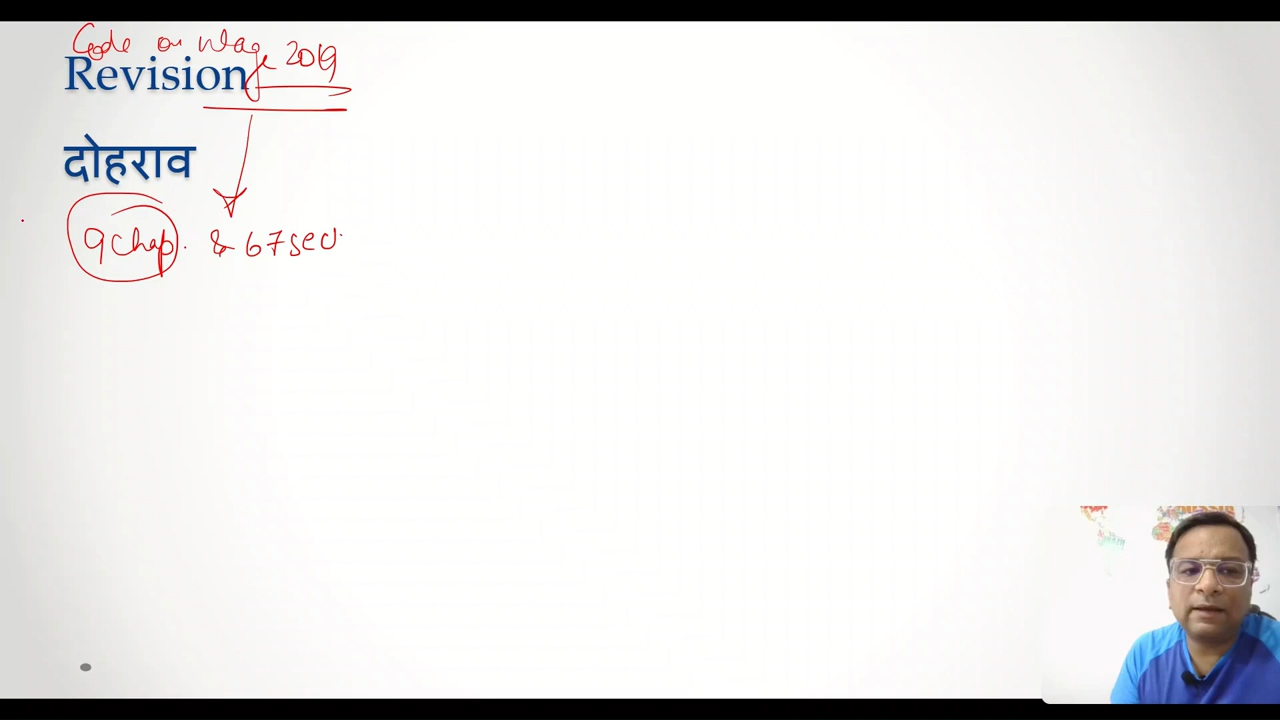 Code on Wage 2019
Revision
दोहराव
9 Chap. & 67 sec.